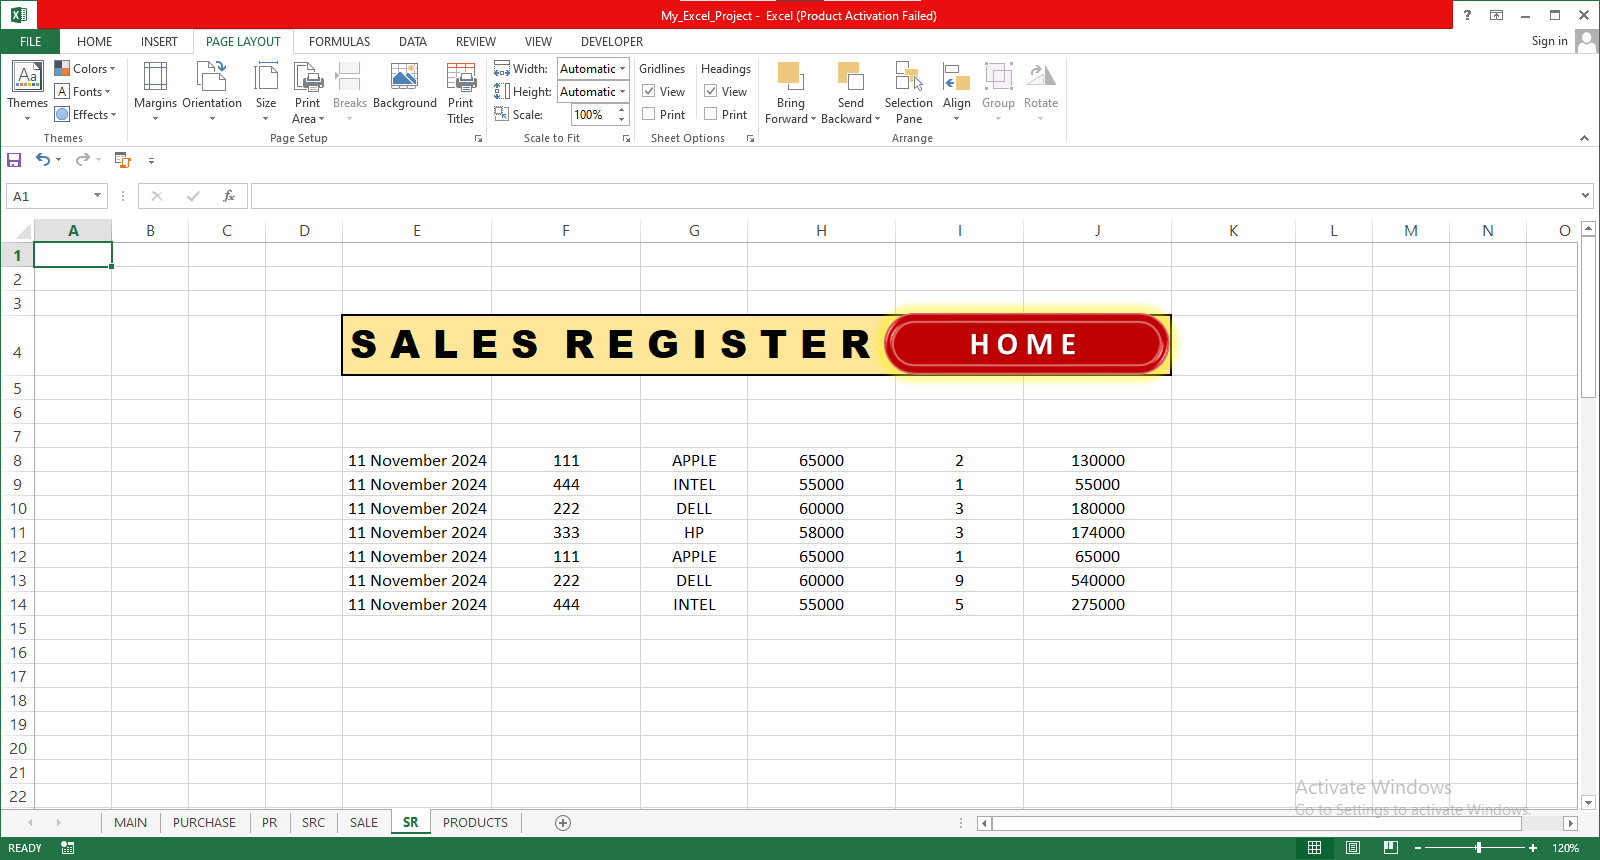 My_Excel_Project -  Excel (Product Activation Failed)
?
FILE HOME INSERT PAGE LAYOUT FORMULAS DATA REVIEW VIEW DEVELOPER Sign in
Aa Themes
Colors
A Fonts
Effects
Themes
Margins Orientation Size Print Area Breaks Background Print Titles
Page Setup
Width: Automatic
Height: Automatic
Scale: 100%
Scale to Fit
Gridlines Headings
View View
Print Print
Sheet Options
Bring Forward Send Backward Selection Pane Align Group Rotate
Arrange
A1 fx
A B C D E F G H I J K L M N O
1
2
3
4 SALES REGISTER HOME
5
6
7
8 11 November 2024 111 APPLE 65000 2 130000
9 11 November 2024 444 INTEL 55000 1 55000
10 11 November 2024 222 DELL 60000 3 180000
11 11 November 2024 333 HP 58000 3 174000
12 11 November 2024 111 APPLE 65000 1 65000
13 11 November 2024 222 DELL 60000 9 540000
14 11 November 2024 444 INTEL 55000 5 275000
15
16
17
18
19
20
21
22
Activate Windows
Go to Settings to activate Windows.
MAIN PURCHASE PR SRC SALE SR PRODUCTS
READY 120%